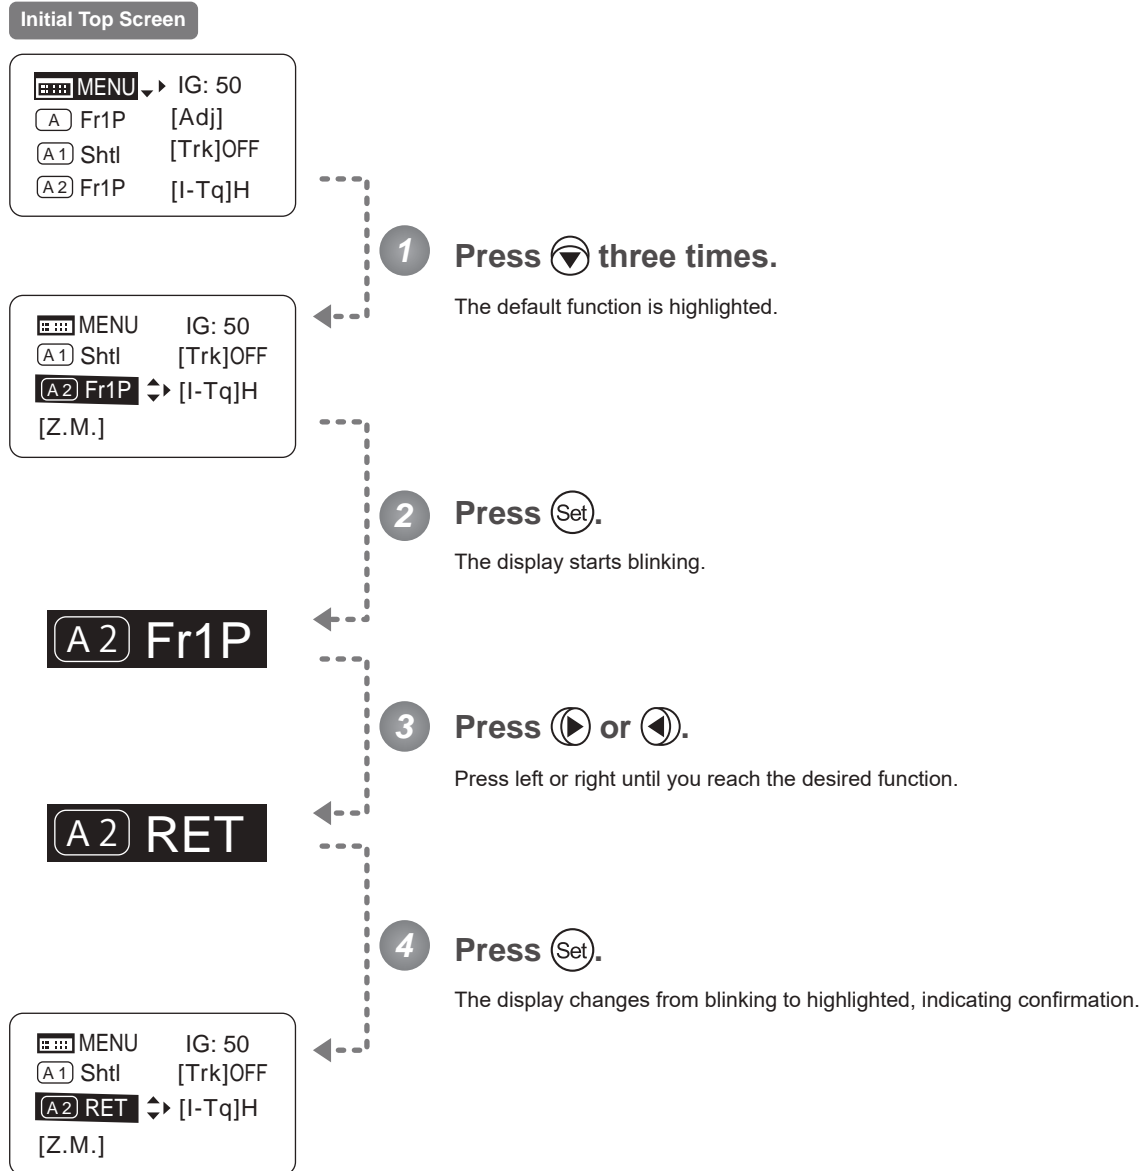 Initial Top Screen
MENU IG: 50
A Fr1P [Adj]
A1 Shtl [Trk]OFF
A2 Fr1P [I-Tq]H
1 Press three times.
The default function is highlighted.
MENU IG: 50
A1 Shtl [Trk]OFF
A2 Fr1P [I-Tq]H
[Z.M.]
2 Press Set.
The display starts blinking.
A2 Fr1P
3 Press or .
Press left or right until you reach the desired function.
A2 RET
4 Press Set.
The display changes from blinking to highlighted, indicating confirmation.
MENU IG: 50
A1 Shtl [Trk]OFF
A2 RET [I-Tq]H
[Z.M.]